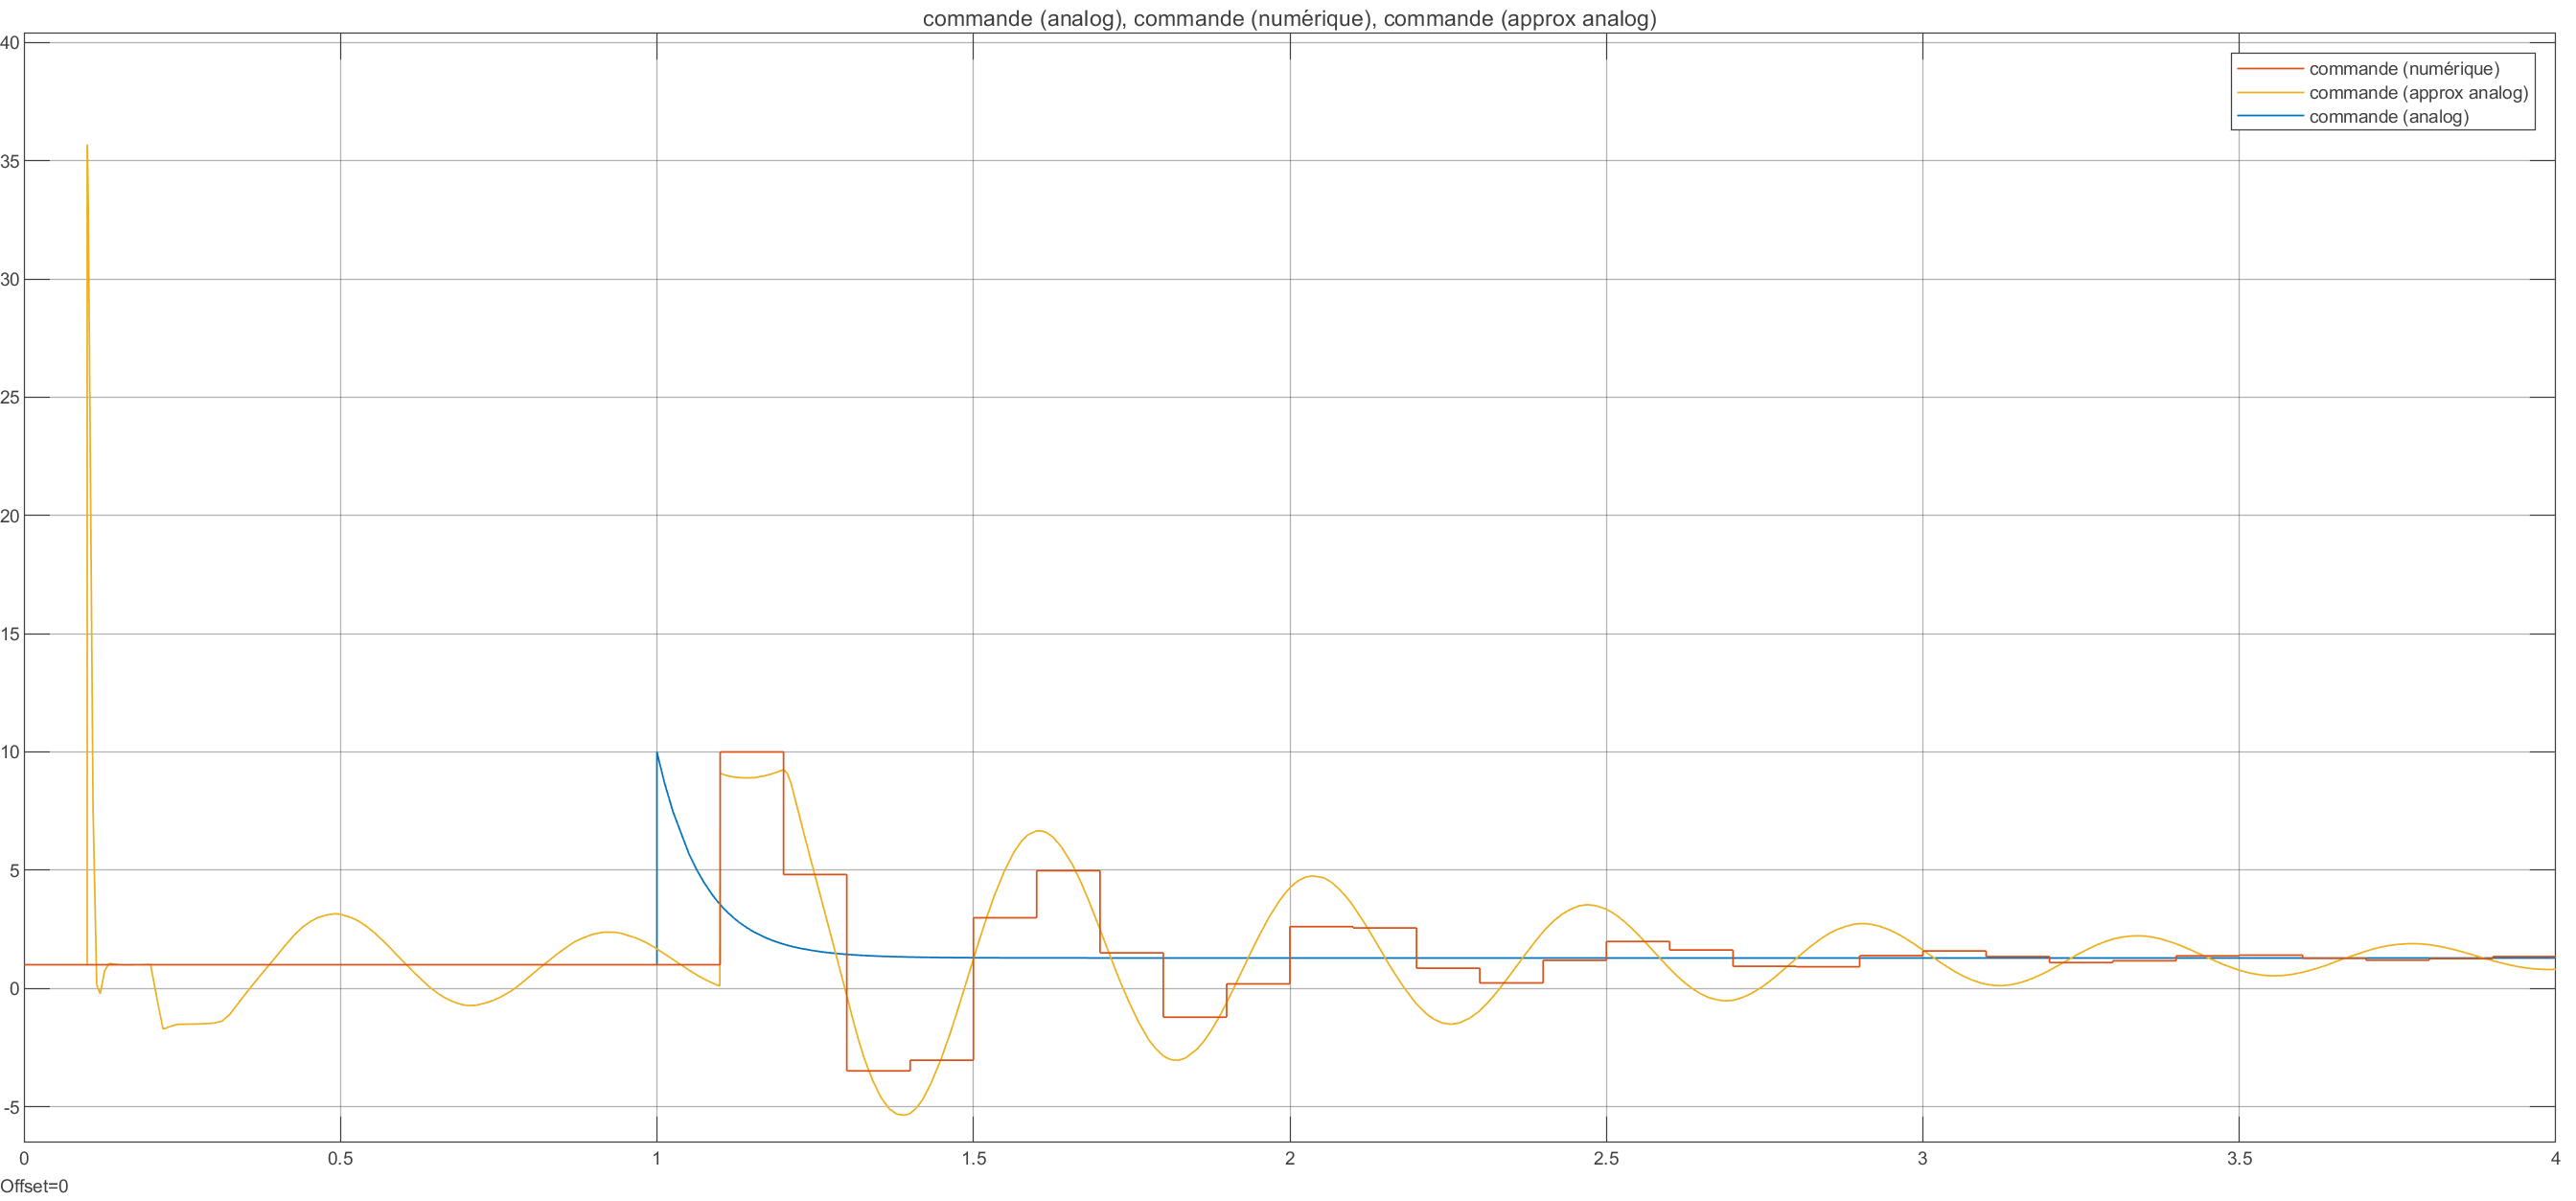 commande (analog), commande (numérique), commande (approx analog)
40
35
30
25
20
15
10
5
0
-5
commande (numérique)
commande (approx analog)
commande (analog)
0 0.5 1 1.5 2 2.5 3 3.5 4
Offset=0